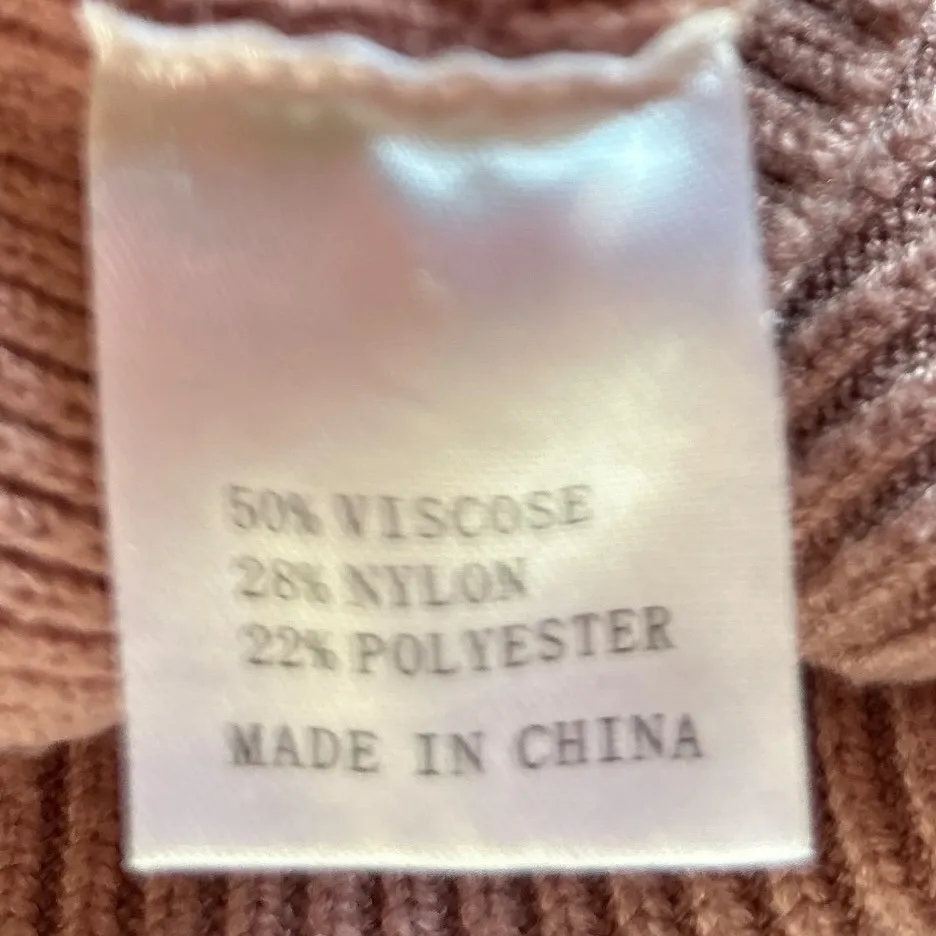 50% VISCOSE
28% NYLON
22% POLYESTER
MADE IN CHINA